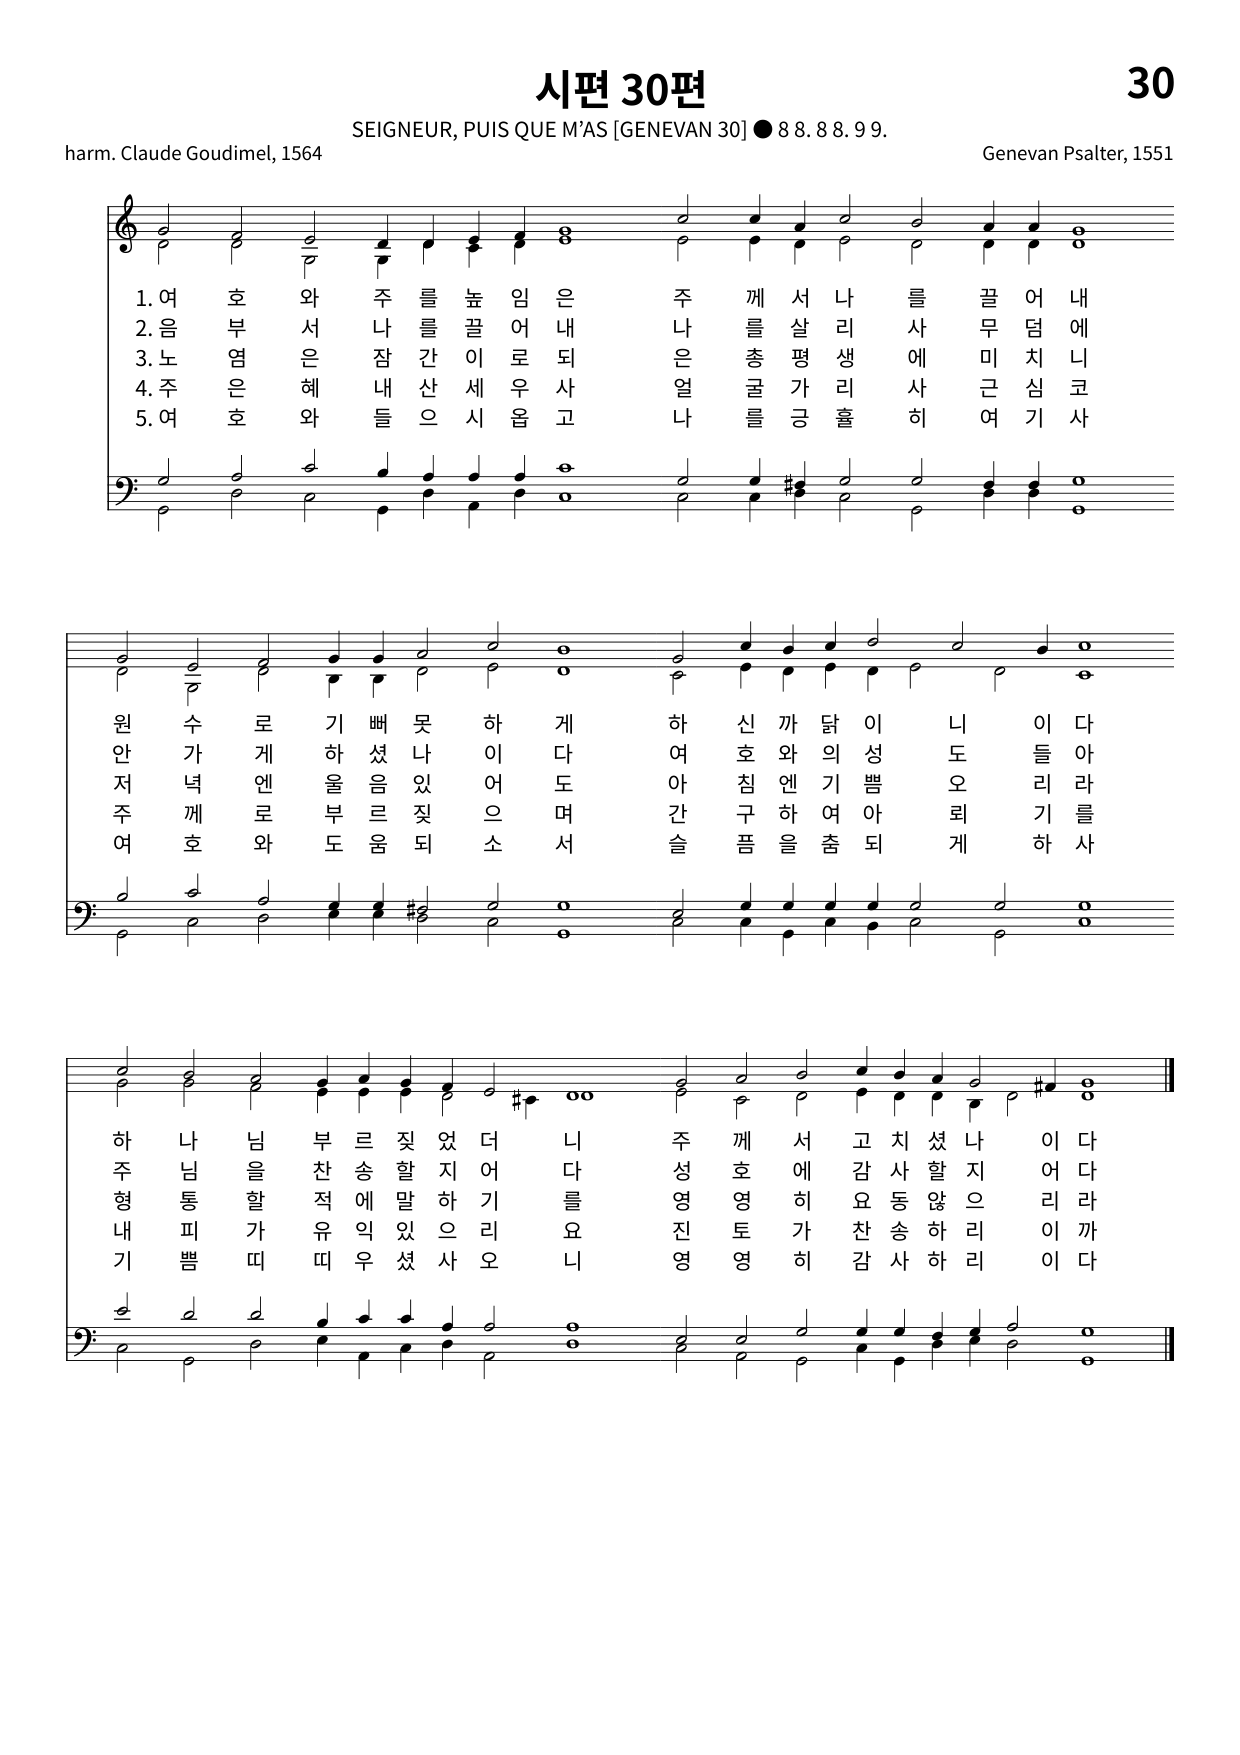 시편 30편
30
SEIGNEUR, PUIS QUE M’AS [GENEVAN 30] ● 8 8. 8 8. 9 9.
harm. Claude Goudimel, 1564
Genevan Psalter, 1551
1. 여 호 와 주 를 높 임 은 주 께 서 나 를 끌 어 내
2. 음 부 서 나 를 끌 어 내 나 를 살 리 사 무 덤 에
3. 노 염 은 잠 간 이 로 되 은 총 평 생 에 미 치 니
4. 주 은 혜 내 산 세 우 사 얼 굴 가 리 사 근 심 코
5. 여 호 와 들 으 시 옵 고 나 를 긍 휼 히 여 기 사
원 수 로 기 뻐 못 하 게 하 신 까 닭 이 니 이 다
안 가 게 하 셨 나 이 다 여 호 와 의 성 도 들 아
저 녁 엔 울 음 있 어 도 아 침 엔 기 쁨 오 리 라
주 께 로 부 르 짖 으 며 간 구 하 여 아 뢰 기 를
여 호 와 도 움 되 소 서 슬 픔 을 춤 되 게 하 사
하 나 님 부 르 짖 었 더 니 주 께 서 고 치 셨 나 이 다
주 님 을 찬 송 할 지 어 다 성 호 에 감 사 할 지 어 다
형 통 할 적 에 말 하 기 를 영 영 히 요 동 않 으 리 라
내 피 가 유 익 있 으 리 요 진 토 가 찬 송 하 리 이 까
기 쁨 띠 띠 우 셨 사 오 니 영 영 히 감 사 하 리 이 다